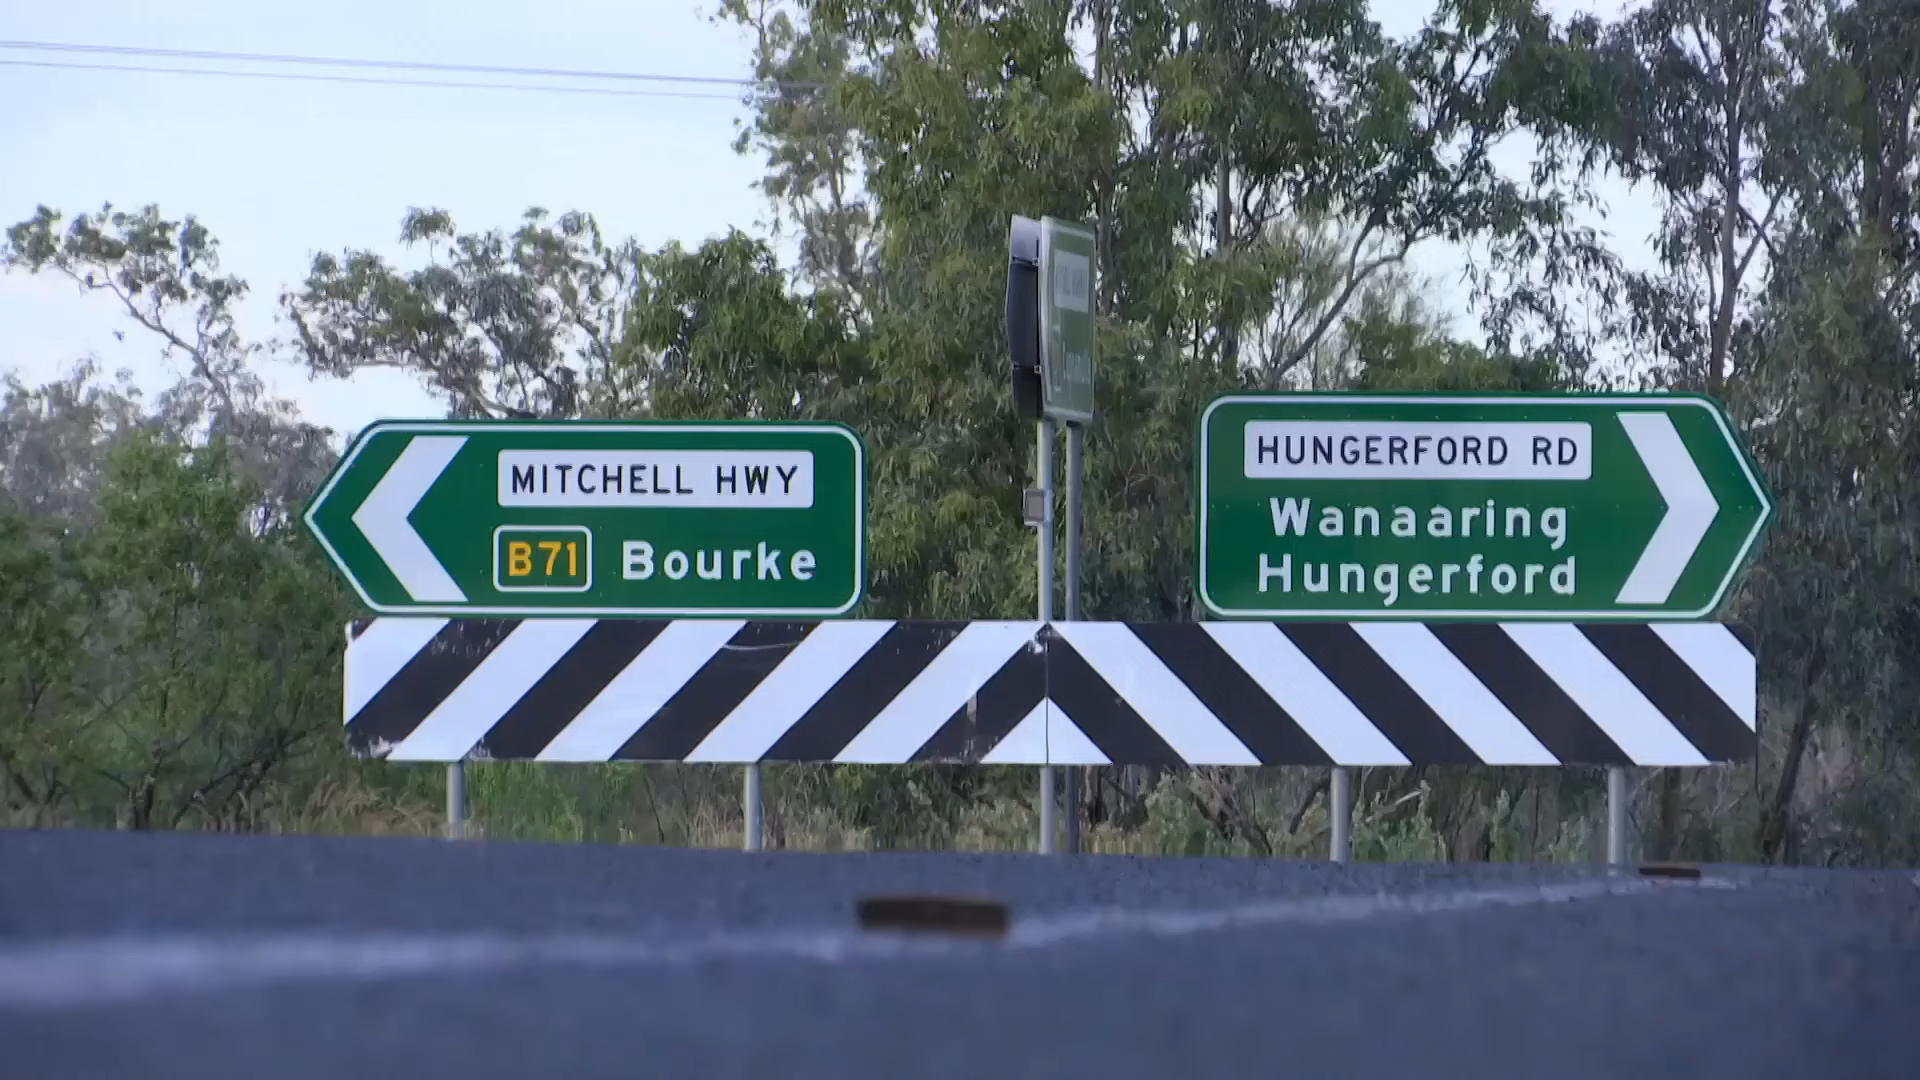 MITCHELL HWY
B71 Bourke
HUNGERFORD RD
Wanaaring
Hungerford